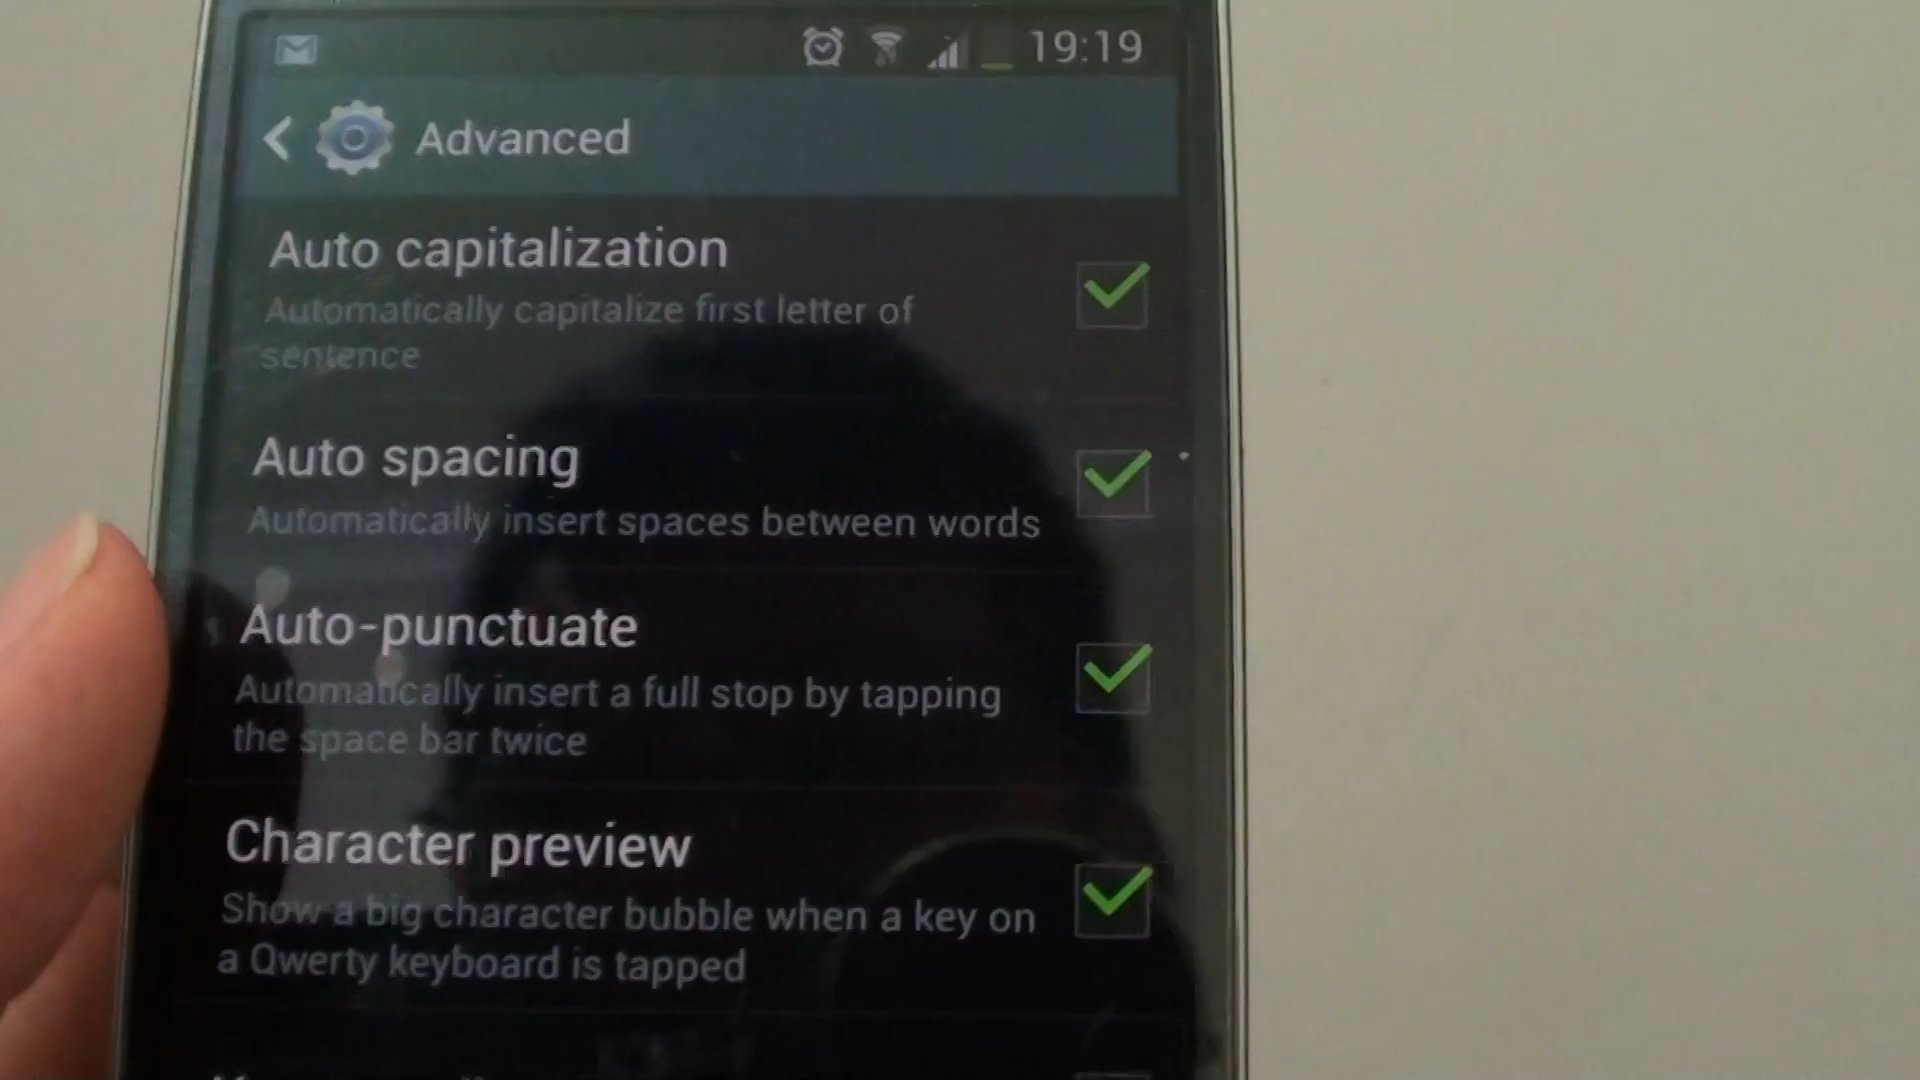 19:19
Advanced
Auto capitalization
Automatically capitalize first letter of
sentence
Auto spacing
Automatically insert spaces between words
Auto-punctuate
Automatically insert a full stop by tapping
the space bar twice
Character preview
Show a big character bubble when a key on
a Qwerty keyboard is tapped